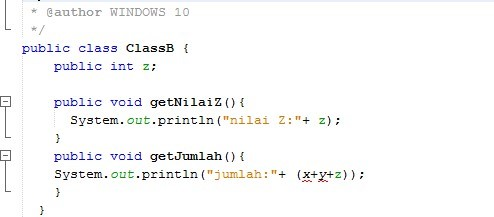 * @author WINDOWS 10
*/
public class ClassB {
public int z;
public void getNilaiZ(){
System.out.println("nilai Z:"+ z);
}
public void getJumlah(){
System.out.println("jumlah:"+ (x+y+z));
}
}